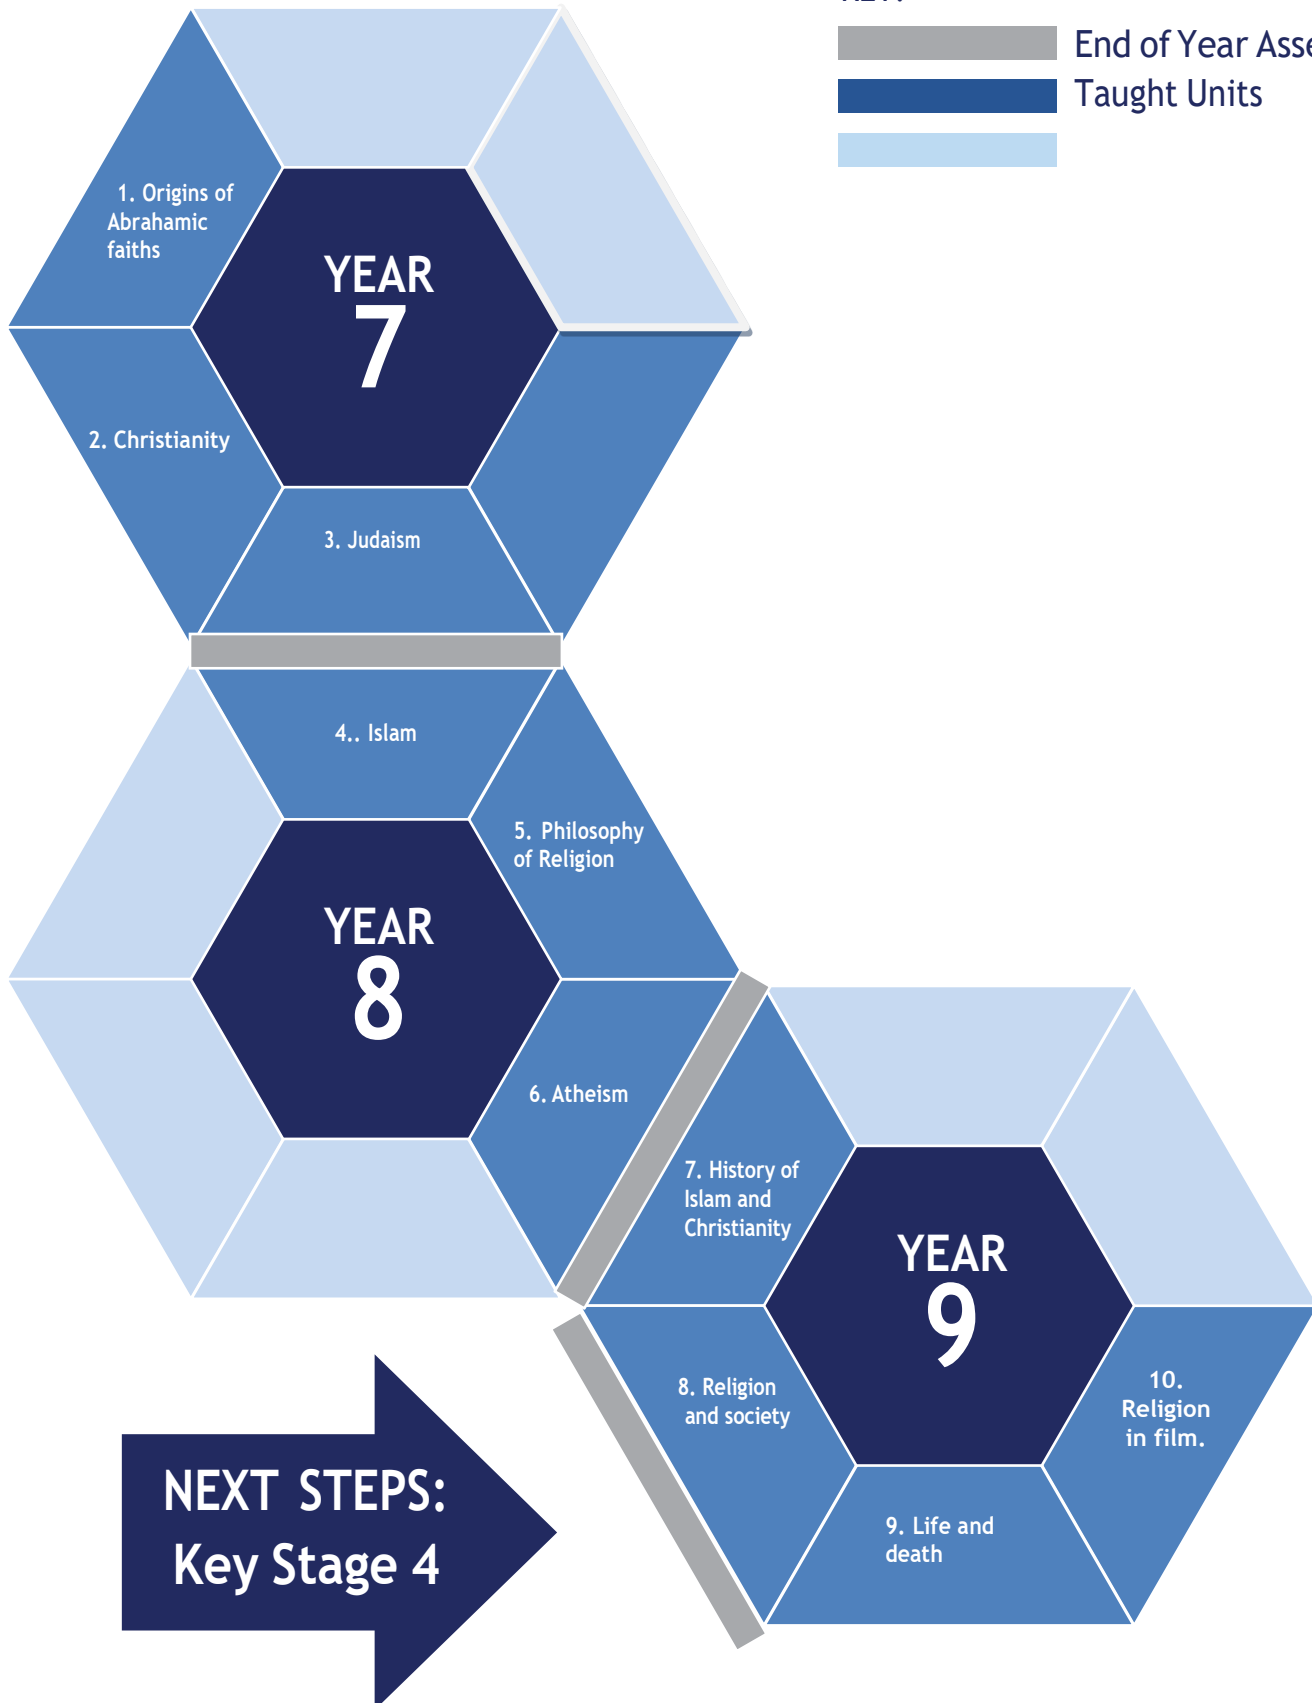 End of Year
Taught Units
1. Origins of
Abrahamic
faiths
YEAR
7
2. Christianity
3. Judaism
4.. Islam
5. Philosophy
of Religion
YEAR
8
6. Atheism
7. History of
Islam and
Christianity
YEAR
9
8. Religion
and society
10.
Religion
in film.
9. Life and
death
NEXT STEPS:
Key Stage 4